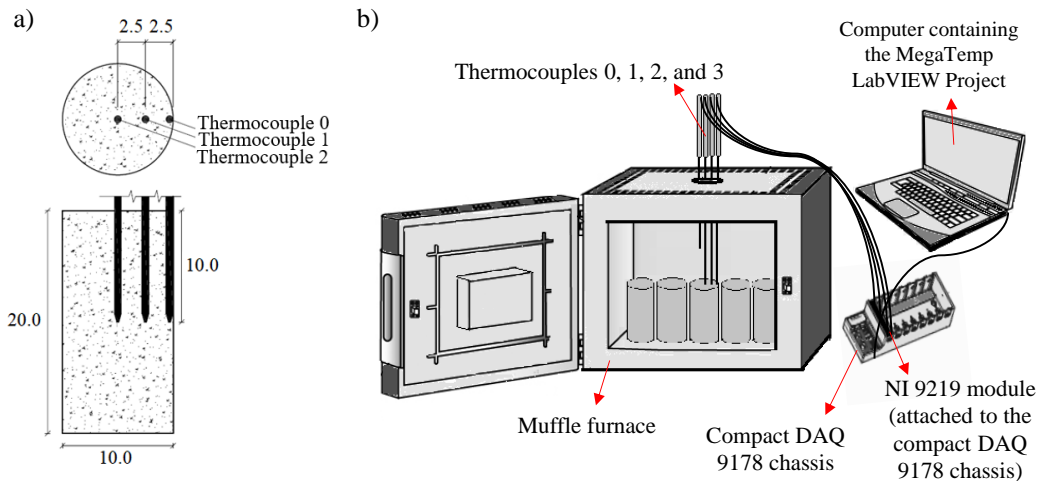 a)
2.5 2.5
Thermocouple 0
Thermocouple 1
Thermocouple 2
10.0
20.0
10.0
b)
Thermocouples 0, 1, 2, and 3
Computer containing
the MegaTemp
LabVIEW Project
Muffle furnace
Compact DAQ
9178 chassis
NI 9219 module
(attached to the
compact DAQ
9178 chassis)